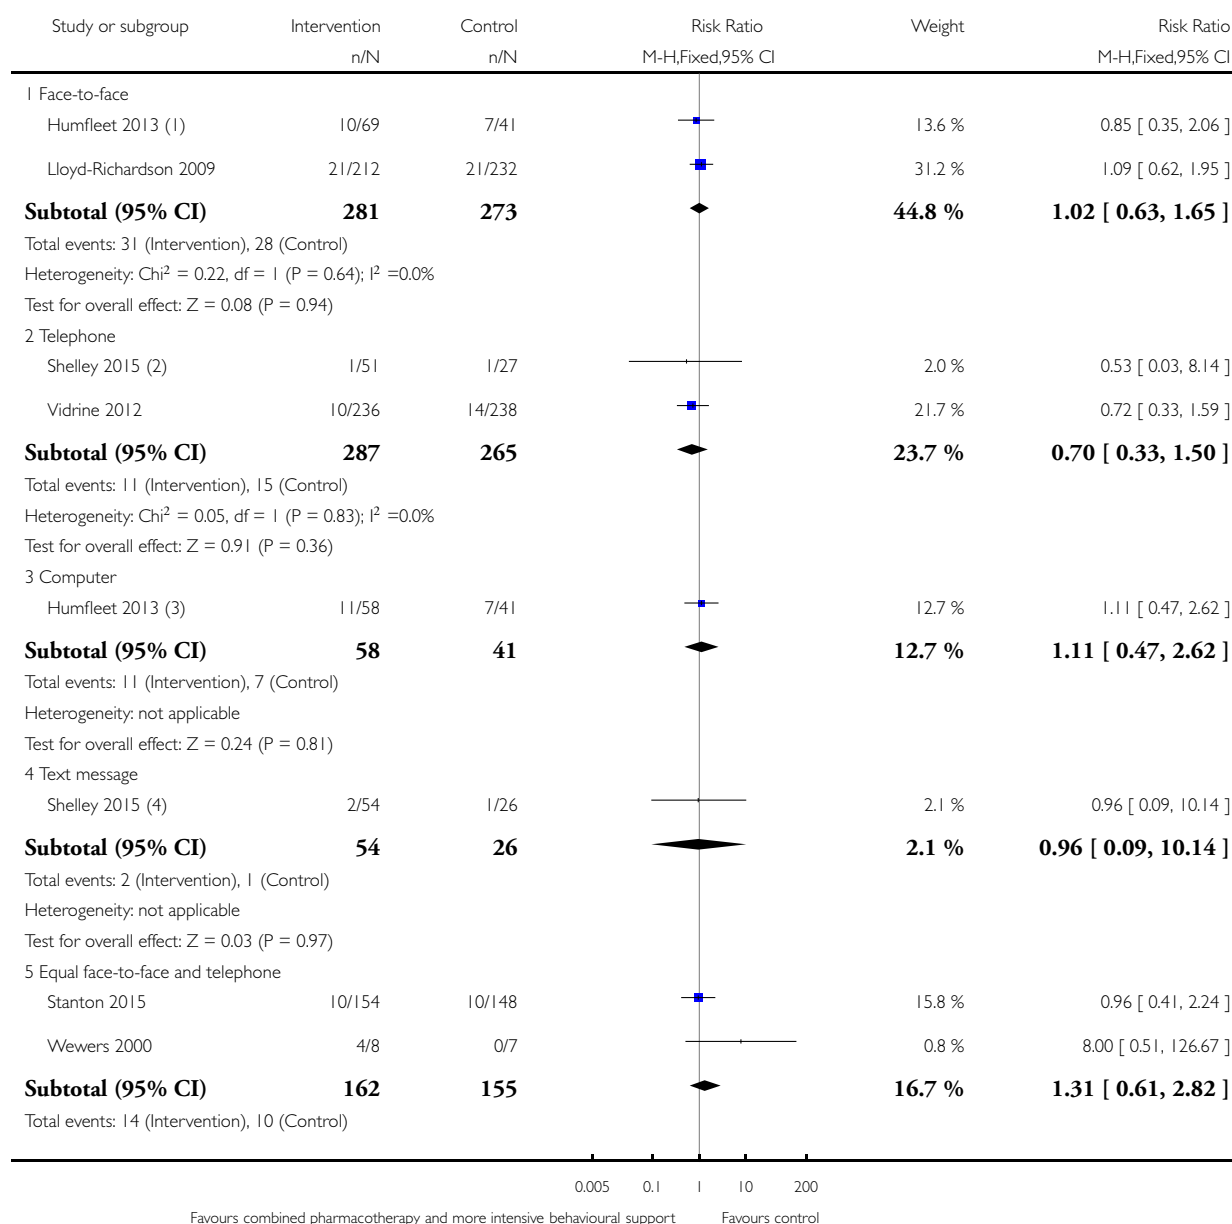 Study or subgroup Intervention Control Risk Ratio Weight Risk Ratio
n/N n/N M-H,Fixed,95% CI M-H,Fixed,95% CI
1 Face-to-face
Humfleet 2013 (1) 10/69 7/41 13.6 % 0.85 [ 0.35, 2.06 ]
Lloyd-Richardson 2009 21/212 21/232 31.2 % 1.09 [ 0.62, 1.95 ]
Subtotal (95% CI) 281 273 44.8 % 1.02 [ 0.63, 1.65 ]
Total events: 31 (Intervention), 28 (Control)
Heterogeneity: Chi² = 0.22, df = 1 (P = 0.64); I² =0.0%
Test for overall effect: Z = 0.08 (P = 0.94)
2 Telephone
Shelley 2015 (2) 1/51 1/27 2.0 % 0.53 [ 0.03, 8.14 ]
Vidrine 2012 10/236 14/238 21.7 % 0.72 [ 0.33, 1.59 ]
Subtotal (95% CI) 287 265 23.7 % 0.70 [ 0.33, 1.50 ]
Total events: 11 (Intervention), 15 (Control)
Heterogeneity: Chi² = 0.05, df = 1 (P = 0.83); I² =0.0%
Test for overall effect: Z = 0.91 (P = 0.36)
3 Computer
Humfleet 2013 (3) 11/58 7/41 12.7 % 1.11 [ 0.47, 2.62 ]
Subtotal (95% CI) 58 41 12.7 % 1.11 [ 0.47, 2.62 ]
Total events: 11 (Intervention), 7 (Control)
Heterogeneity: not applicable
Test for overall effect: Z = 0.24 (P = 0.81)
4 Text message
Shelley 2015 (4) 2/54 1/26 2.1 % 0.96 [ 0.09, 10.14 ]
Subtotal (95% CI) 54 26 2.1 % 0.96 [ 0.09, 10.14 ]
Total events: 2 (Intervention), 1 (Control)
Heterogeneity: not applicable
Test for overall effect: Z = 0.03 (P = 0.97)
5 Equal face-to-face and telephone
Stanton 2015 10/154 10/148 15.8 % 0.96 [ 0.41, 2.24 ]
Wewers 2000 4/8 0/7 0.8 % 8.00 [ 0.51, 126.67 ]
Subtotal (95% CI) 162 155 16.7 % 1.31 [ 0.61, 2.82 ]
Total events: 14 (Intervention), 10 (Control)
0.005 0.1 1 10 200
Favours combined pharmacotherapy and more intensive behavioural support Favours control